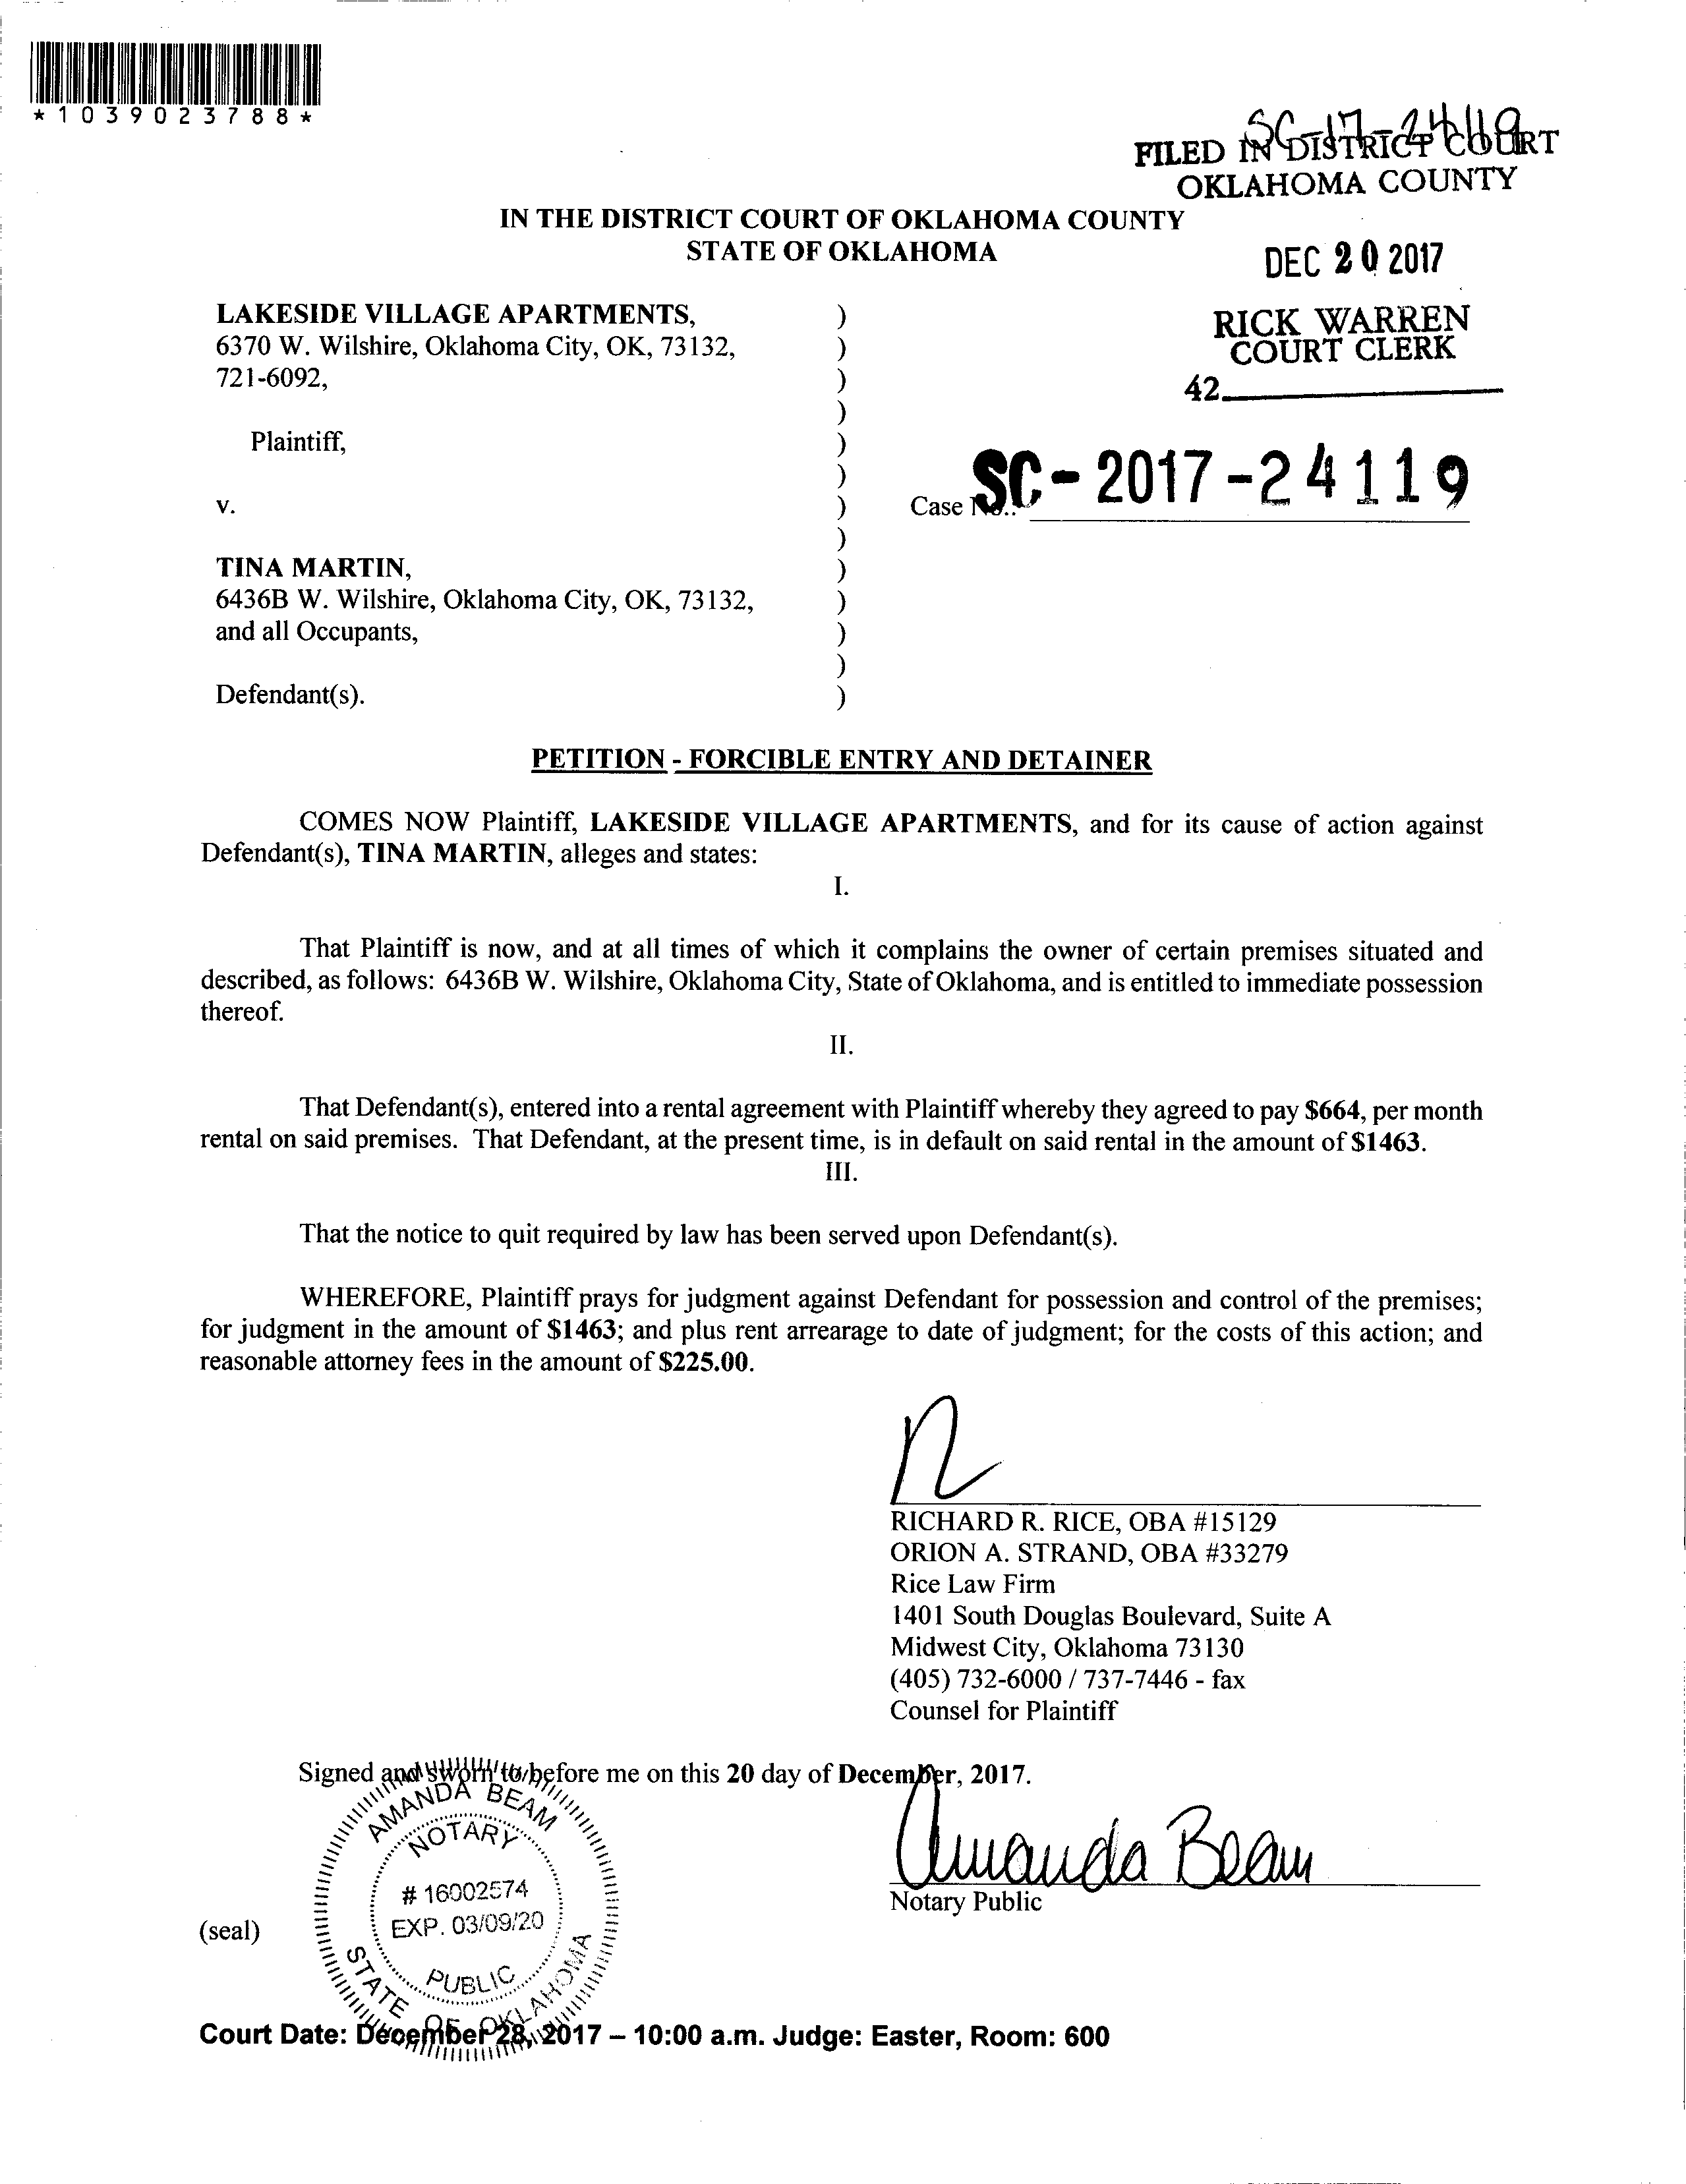 *1039023788*
SC-17-24119
FILED IN DISTRICT COURT
OKLAHOMA COUNTY
IN THE DISTRICT COURT OF OKLAHOMA COUNTY
STATE OF OKLAHOMA
DEC 20 2017
RICK WARREN
COURT CLERK
42
LAKESIDE VILLAGE APARTMENTS, )
6370 W. Wilshire, Oklahoma City, OK, 73132, )
721-6092, )
)
Plaintiff, )
)
v. )
Case No.: SC-2017-24119
)
TINA MARTIN, )
6436B W. Wilshire, Oklahoma City, OK, 73132, )
and all Occupants, )
)
Defendant(s). )
PETITION - FORCIBLE ENTRY AND DETAINER
COMES NOW Plaintiff, LAKESIDE VILLAGE APARTMENTS, and for its cause of action against
Defendant(s), TINA MARTIN, alleges and states:
I.
That Plaintiff is now, and at all times of which it complains the owner of certain premises situated and
described, as follows: 6436B W. Wilshire, Oklahoma City, State of Oklahoma, and is entitled to immediate possession
thereof.
II.
That Defendant(s), entered into a rental agreement with Plaintiff whereby they agreed to pay $664, per month
rental on said premises. That Defendant, at the present time, is in default on said rental in the amount of $1463.
III.
That the notice to quit required by law has been served upon Defendant(s).
WHEREFORE, Plaintiff prays for judgment against Defendant for possession and control of the premises;
for judgment in the amount of $1463; and plus rent arrearage to date of judgment; for the costs of this action; and
reasonable attorney fees in the amount of $225.00.
RICHARD R. RICE, OBA #15129
ORION A. STRAND, OBA #33279
Rice Law Firm
1401 South Douglas Boulevard, Suite A
Midwest City, Oklahoma 73130
(405) 732-6000 / 737-7446 - fax
Counsel for Plaintiff
Signed and sworn to before me on this 20 day of December, 2017.
AMANDA BEAM
NOTARY
# 16002574
EXP. 03/09/20
PUBLIC
STATE OF OKLAHOMA
Amanda Beam
Notary Public
(seal)
Court Date: December 28, 2017 – 10:00 a.m. Judge: Easter, Room: 600